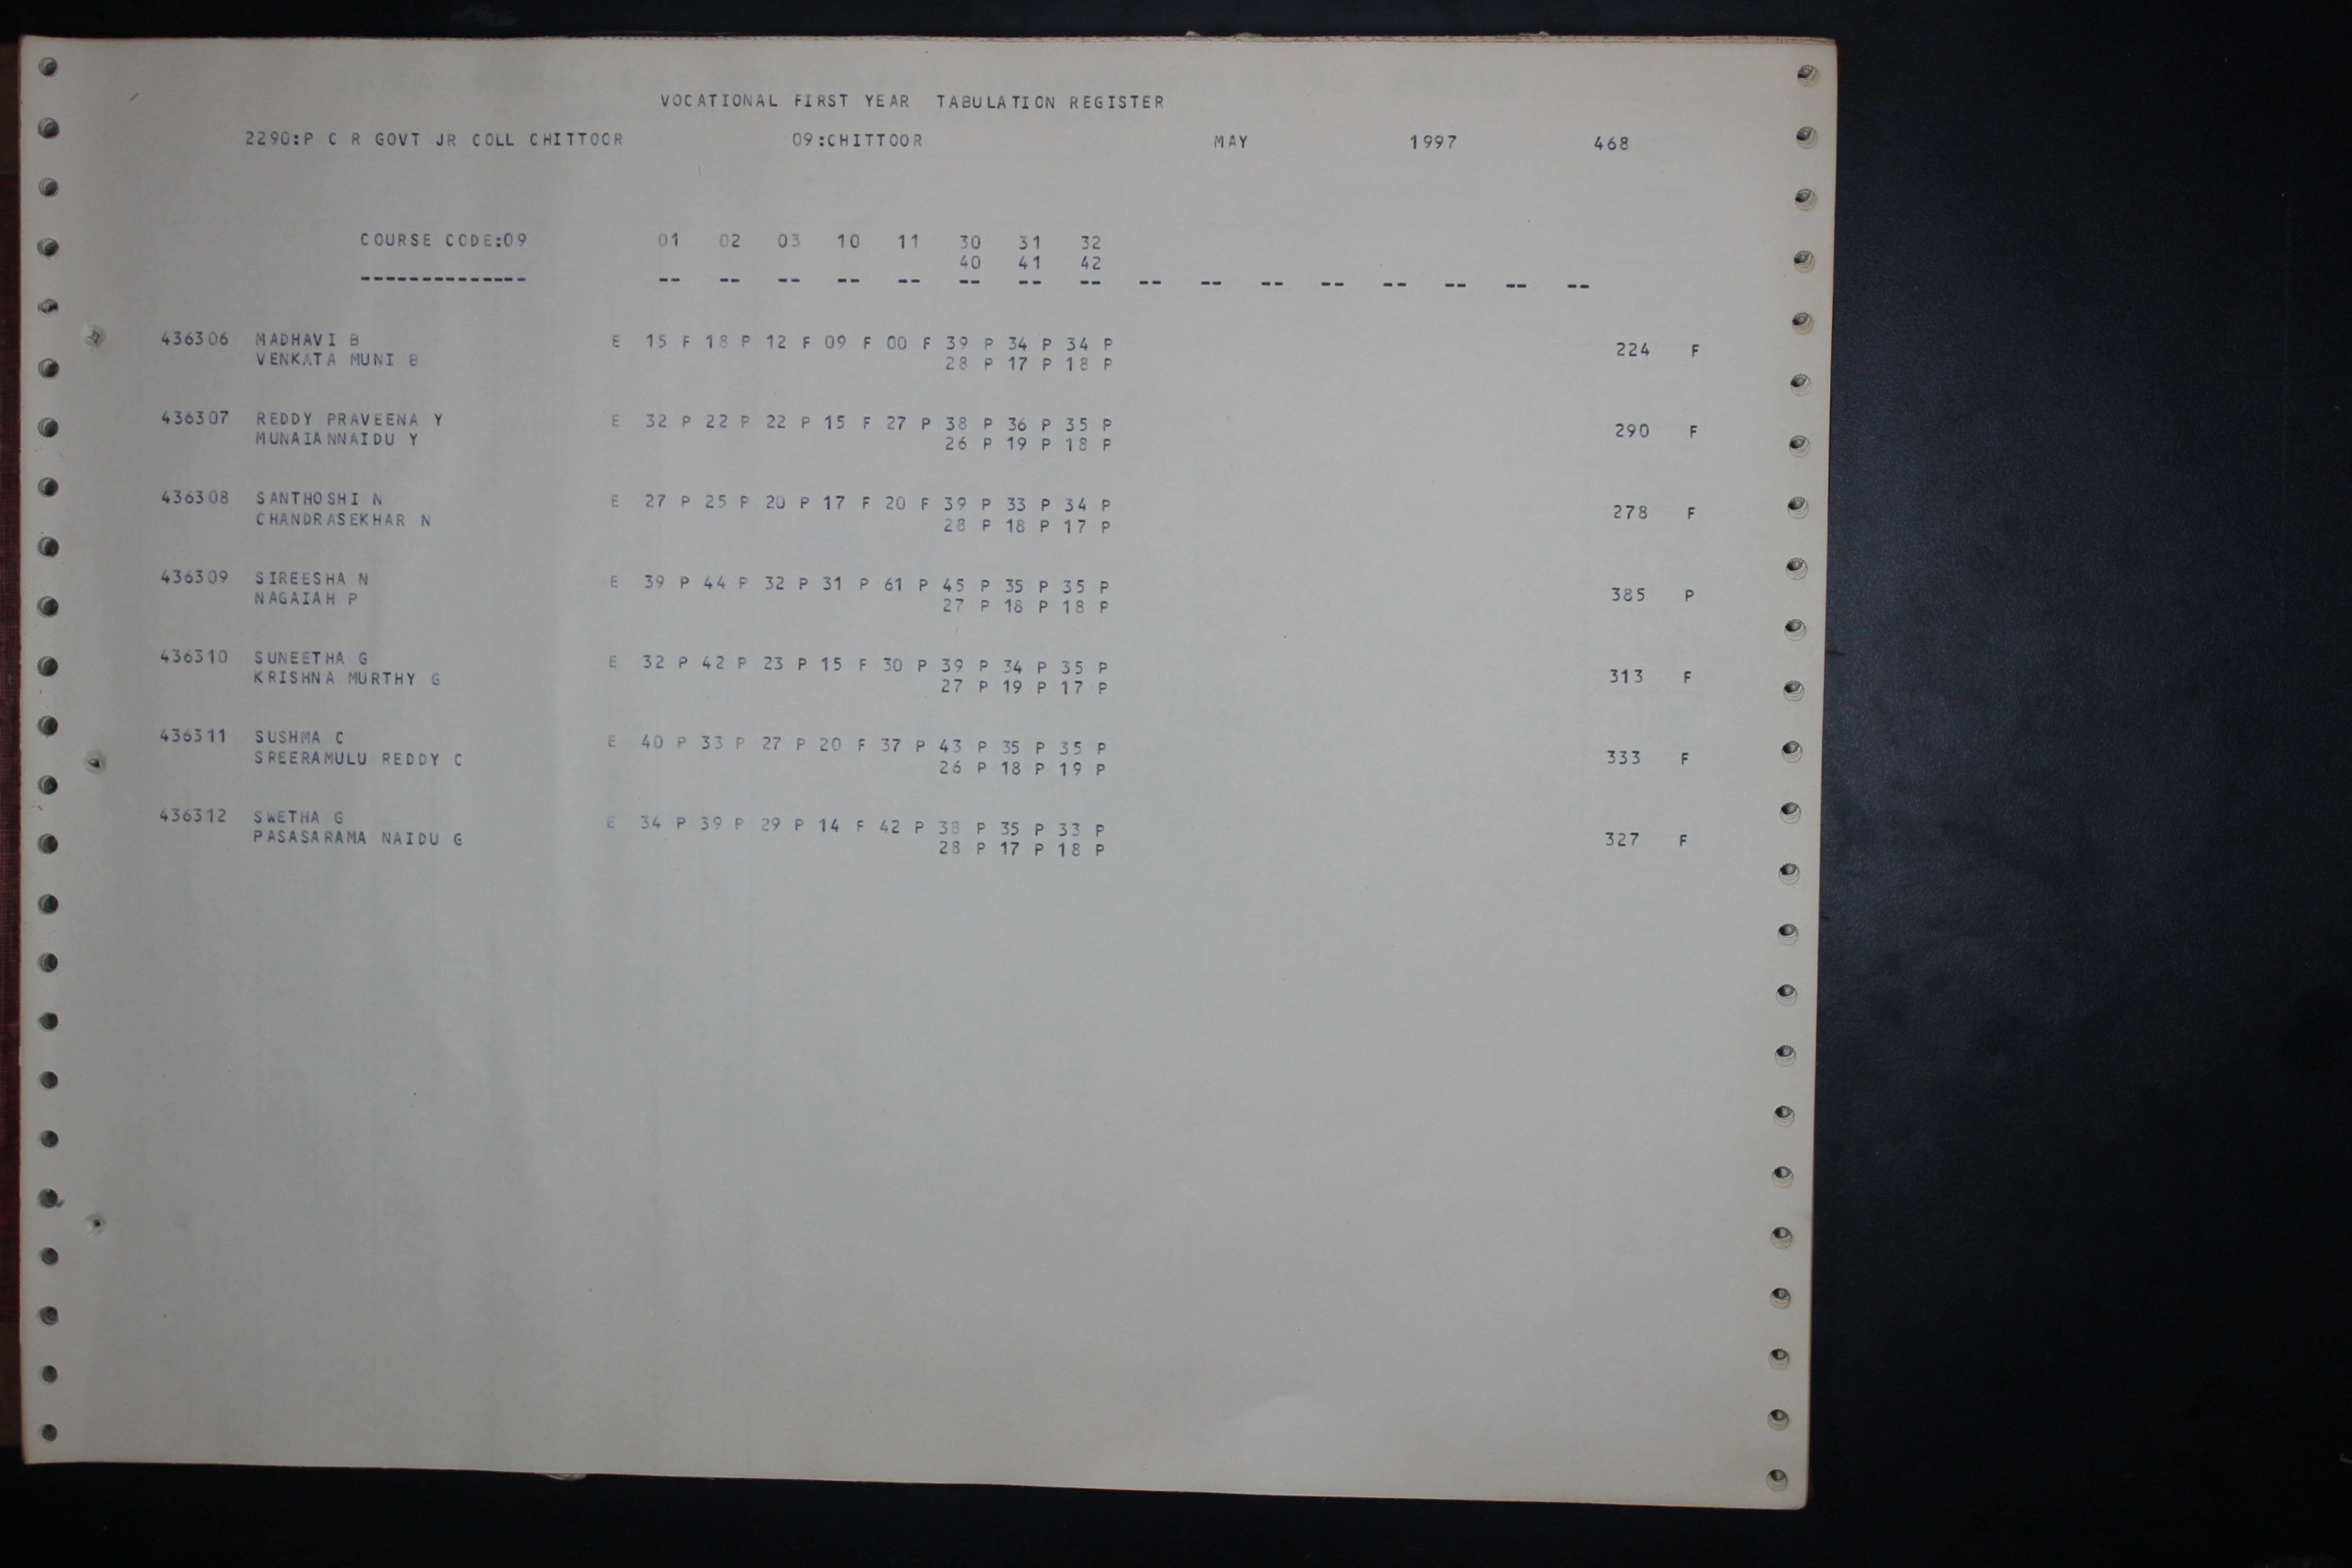 VOCATIONAL FIRST YEAR TABULATION REGISTER
2290:P C R GOVT JR COLL CHITTOOR 09:CHITTOOR MAY 1997 468
COURSE CODE:09 01 02 03 10 11 30 31 32
40 41 42
-------------- -- -- -- -- -- -- -- -- -- -- -- -- -- -- -- --
436306 MADHAVI B E 15 F 18 P 12 F 09 F 00 F 39 P 34 P 34 P
VENKATA MUNI B 28 P 17 P 18 P 224 F
436307 REDDY PRAVEENA Y E 32 P 22 P 22 P 15 F 27 P 38 P 36 P 35 P
MUNAIANNAIDU Y 26 P 19 P 18 P 290 F
436308 SANTHOSHI N E 27 P 25 P 20 P 17 F 20 F 39 P 33 P 34 P
CHANDRASEKHAR N 28 P 18 P 17 P 278 F
436309 SIREESHA N E 39 P 44 P 32 P 31 P 61 P 45 P 35 P 35 P
NAGAIAH P 27 P 18 P 18 P 385 P
436310 SUNEETHA G E 32 P 42 P 23 P 15 F 30 P 39 P 34 P 35 P
KRISHNA MURTHY G 27 P 19 P 17 P 313 F
436311 SUSHMA C E 40 P 33 P 27 P 20 F 37 P 43 P 35 P 35 P
SREERAMULU REDDY C 26 P 18 P 19 P 333 F
436312 SWETHA G E 34 P 39 P 29 P 14 F 42 P 38 P 35 P 33 P
PASASARAMA NAIDU G 28 P 17 P 18 P 327 F